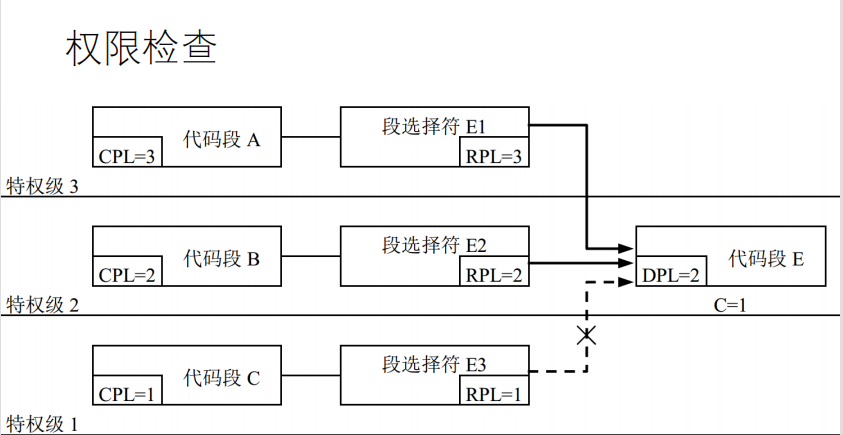 权限检查
代码段 A
CPL=3
段选择符 E1
RPL=3
特权级 3
代码段 B
CPL=2
段选择符 E2
RPL=2
代码段 E
DPL=2
C=1
特权级 2
代码段 C
CPL=1
段选择符 E3
RPL=1
特权级 1